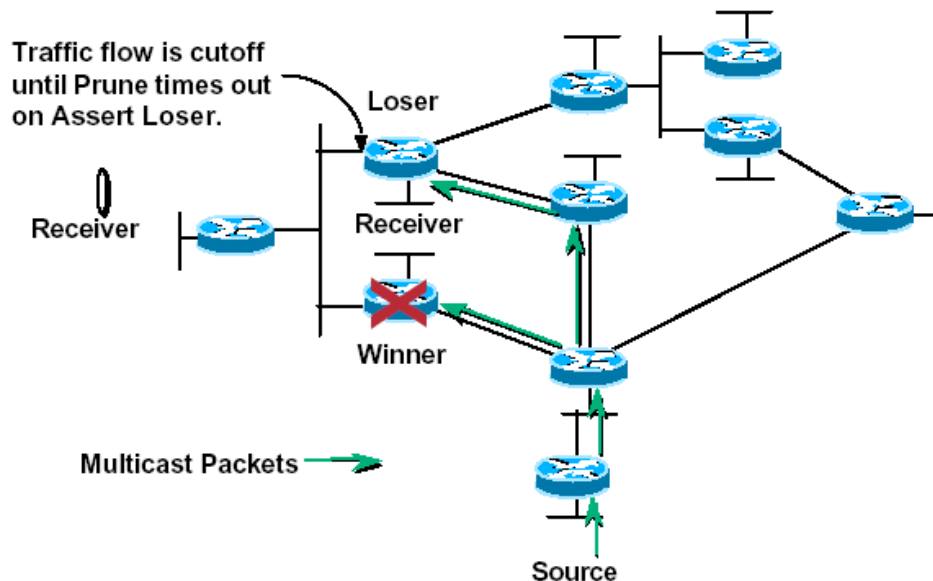 Traffic flow is cutoff
until Prune times out
on Assert Loser.
Loser
Receiver
Receiver
Winner
Multicast Packets
Source